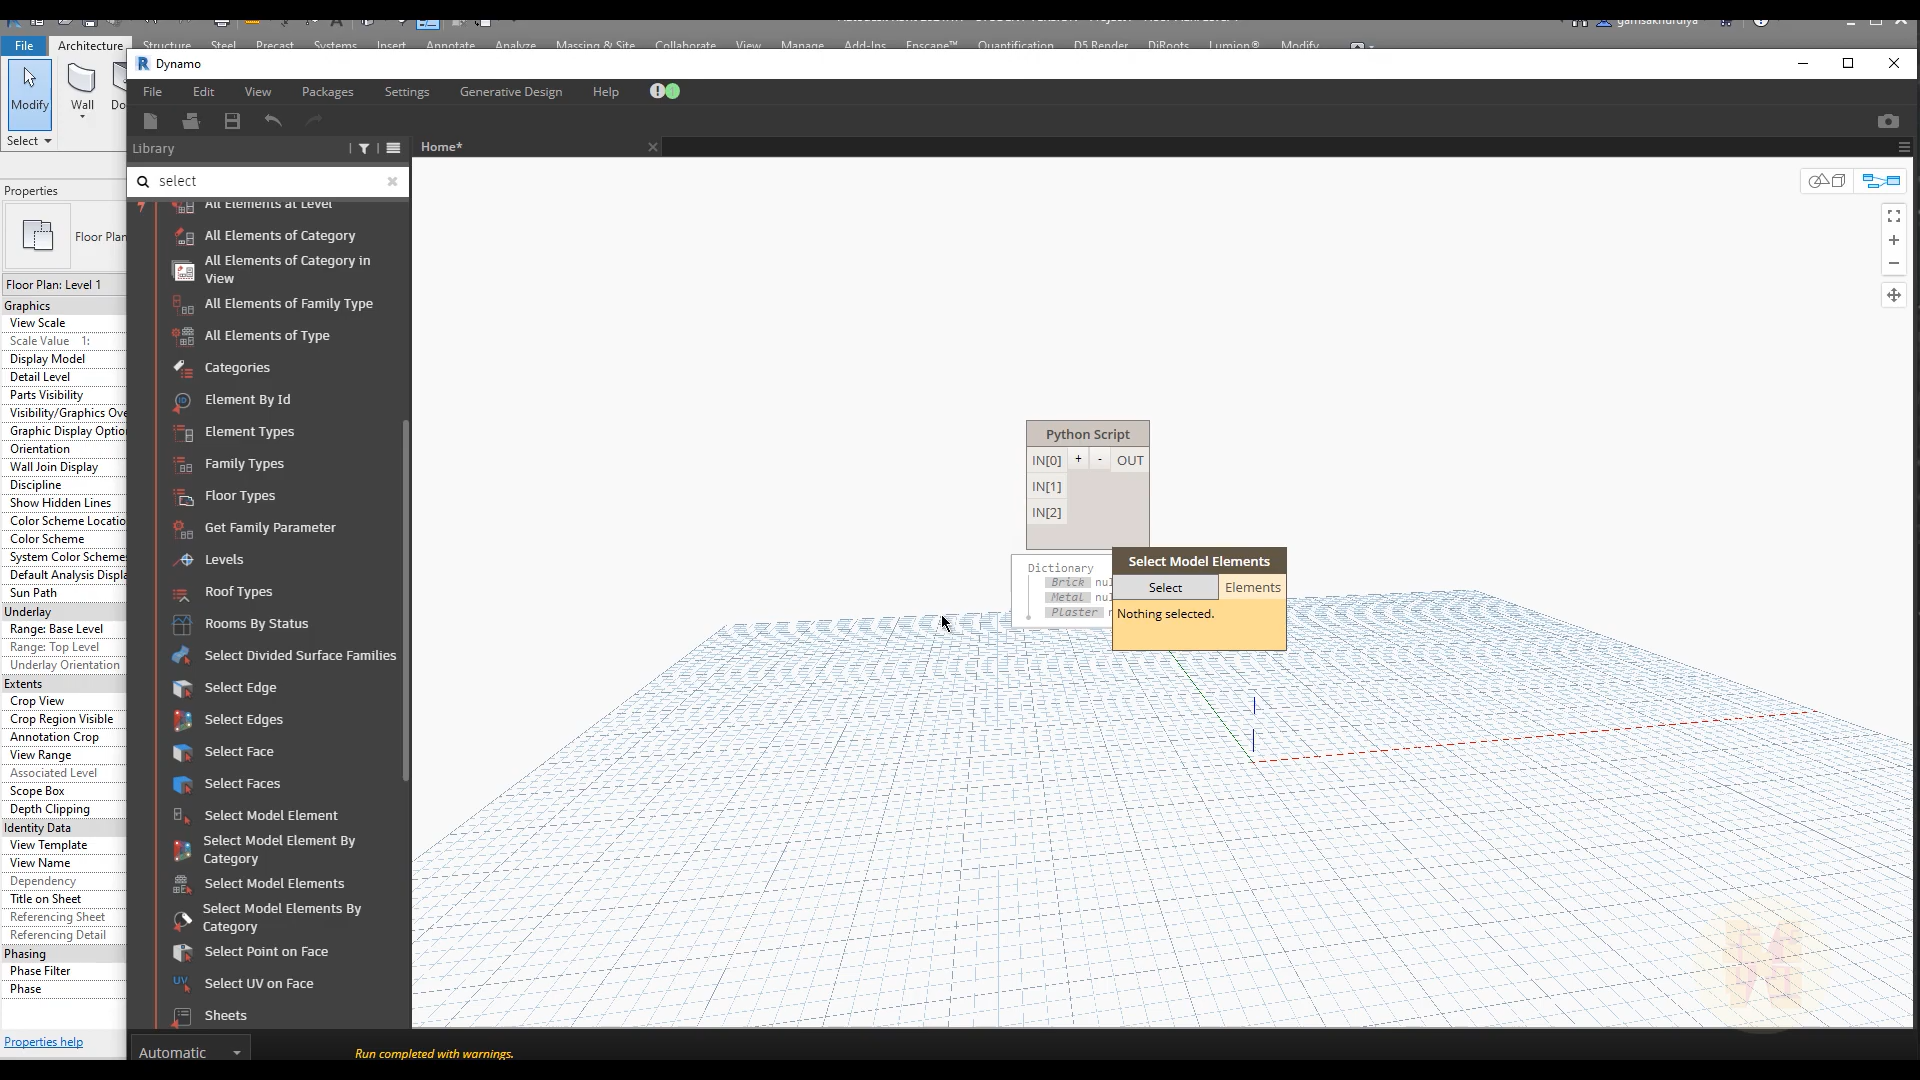 File
Architecture
Structure
Steel
Precast
Systems
Insert
Annotate
Analyze
Massing & Site
Collaborate
View
Manage
Add-Ins
Enscape™
Quantification
D5 Render
DiRoots
Lumion®
Modify
Dynamo
Modify
Wall
Do
Select
File
Edit
View
Packages
Settings
Generative Design
Help
Library
Home*
select
Properties
Floor Plan
Floor Plan: Level 1
Graphics
View Scale
Scale Value 1:
Display Model
Detail Level
Parts Visibility
Visibility/Graphics Ove
Graphic Display Optio
Orientation
Wall Join Display
Discipline
Show Hidden Lines
Color Scheme Locatio
Color Scheme
System Color Schemes
Default Analysis Displa
Sun Path
Underlay
Range: Base Level
Range: Top Level
Underlay Orientation
Extents
Crop View
Crop Region Visible
Annotation Crop
View Range
Associated Level
Scope Box
Depth Clipping
Identity Data
View Template
View Name
Dependency
Title on Sheet
Referencing Sheet
Referencing Detail
Phasing
Phase Filter
Phase
Properties help
All Elements at Level
All Elements of Category
All Elements of Category in
View
All Elements of Family Type
All Elements of Type
Categories
Element By Id
Element Types
Family Types
Floor Types
Get Family Parameter
Levels
Roof Types
Rooms By Status
Select Divided Surface Families
Select Edge
Select Edges
Select Face
Select Faces
Select Model Element
Select Model Element By
Category
Select Model Elements
Select Model Elements By
Category
Select Point on Face
Select UV on Face
Sheets
Python Script
IN[0] + - OUT
IN[1]
IN[2]
Dictionary
Brick nul
Metal nul
Plaster n
Select Model Elements
Select Elements
Nothing selected.
Automatic
Run completed with warnings.